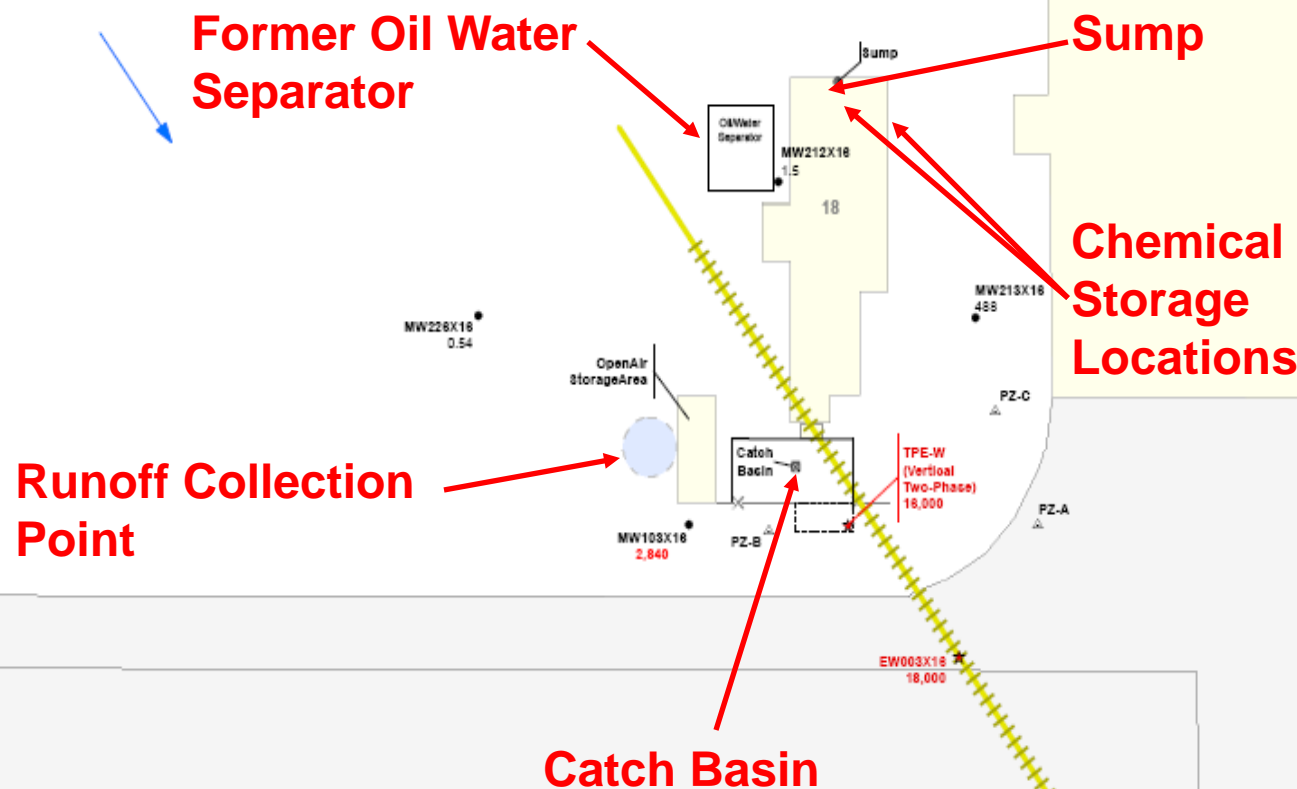 Former Oil Water
Separator
Sump
Sump
Oil/Water
Separator
MW212X16
1.5
18
Chemical
Storage
Locations
MW213X16
488
MW226X16
0.54
OpenAir
StorageArea
PZ-C
Catch
Basin
TPE-W
(Vertical
Two-Phase)
16,000
Runoff Collection
Point
PZ-A
MW103X16
2,840
PZ-B
EW003X16
18,000
Catch Basin